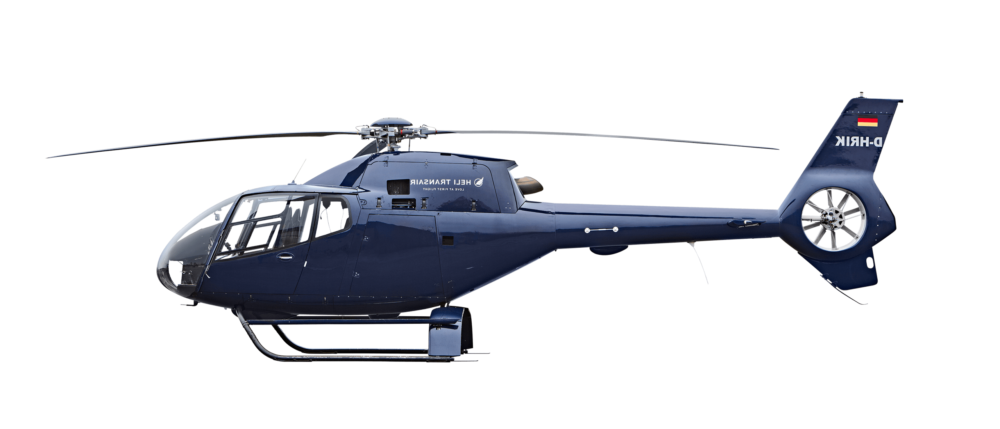 HELI TRANSAIR
LOVE AT FIRST FLIGHT
D-HRIK